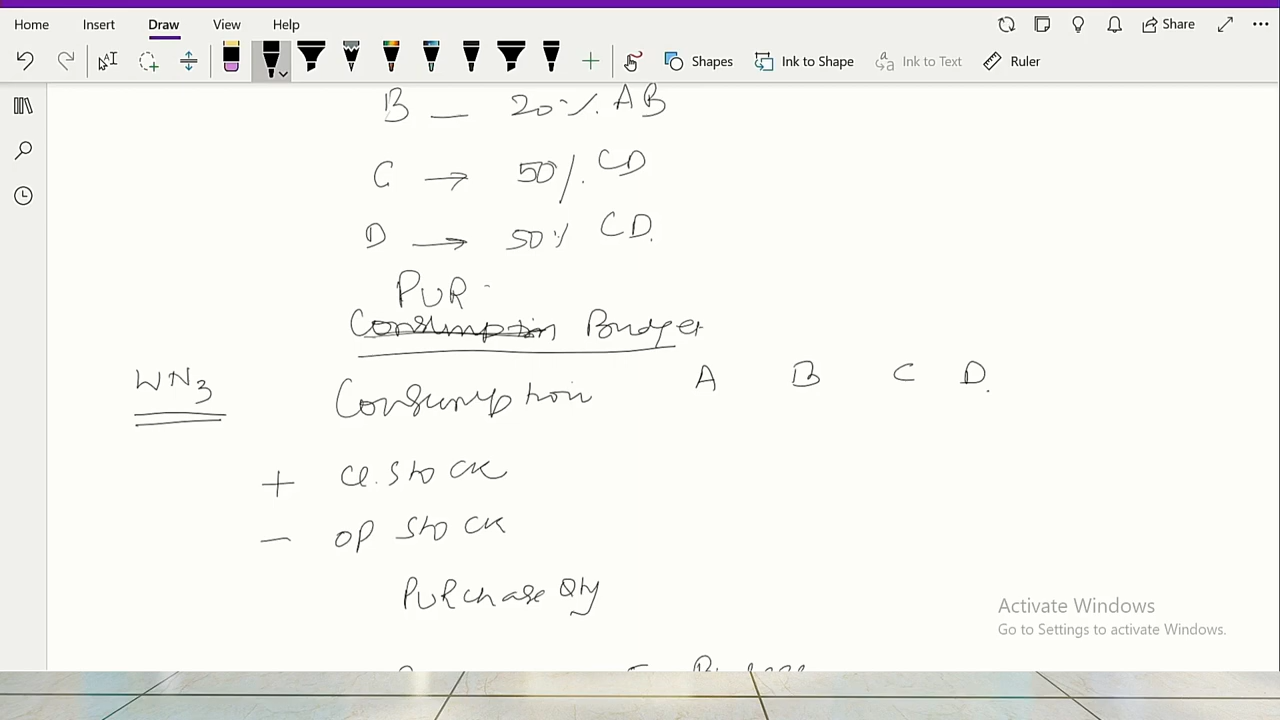 Home Insert Draw View Help Share
Shapes Ink to Shape Ink to Text Ruler
B — 20% AB
C → 50% CD
D → 50% CD.
PUR
Consumption Budget
WN3 Consumption A B C D.
+ Cl. Stock
— OP Stock
Purchase Qty
Activate Windows
Go to Settings to activate Windows.